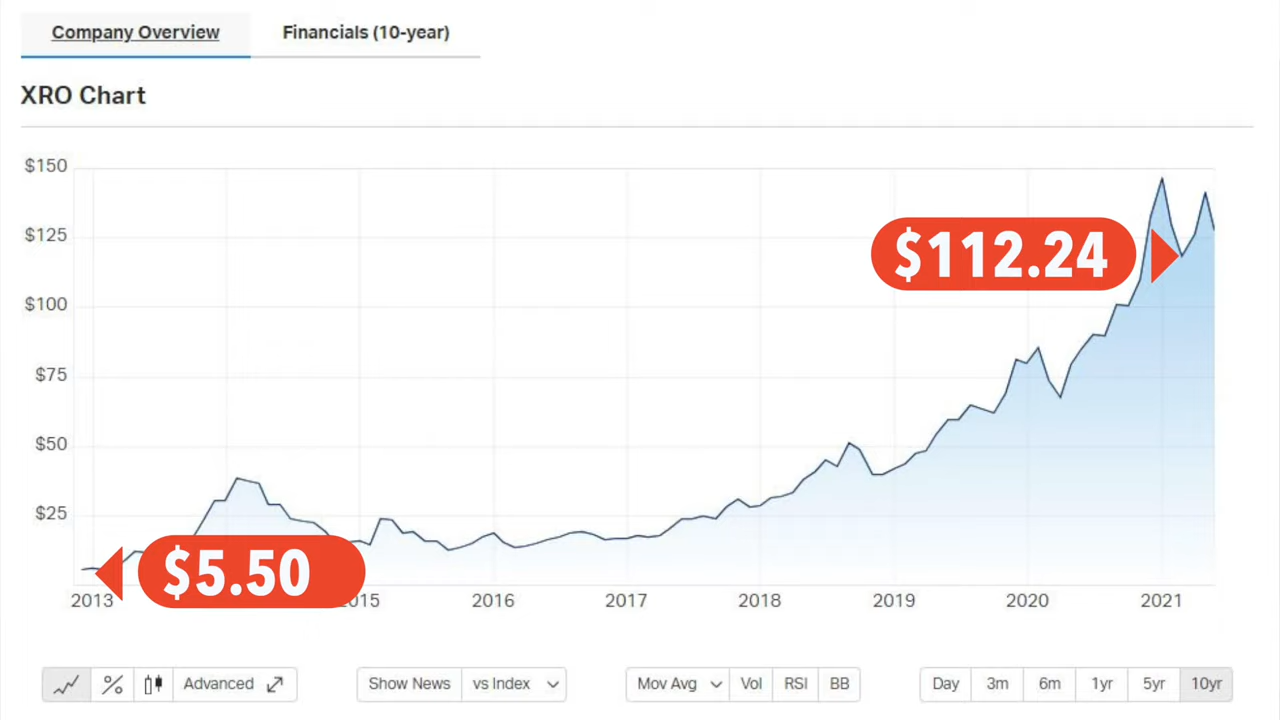 Company Overview Financials (10-year)
XRO Chart
$150
$125
$112.24
$100
$75
$50
$25
$5.50
2013 015 2016 2017 2018 2019 2020 2021
Advanced Show News vs Index Mov Avg Vol RSI BB Day 3m 6m 1yr 5yr 10yr